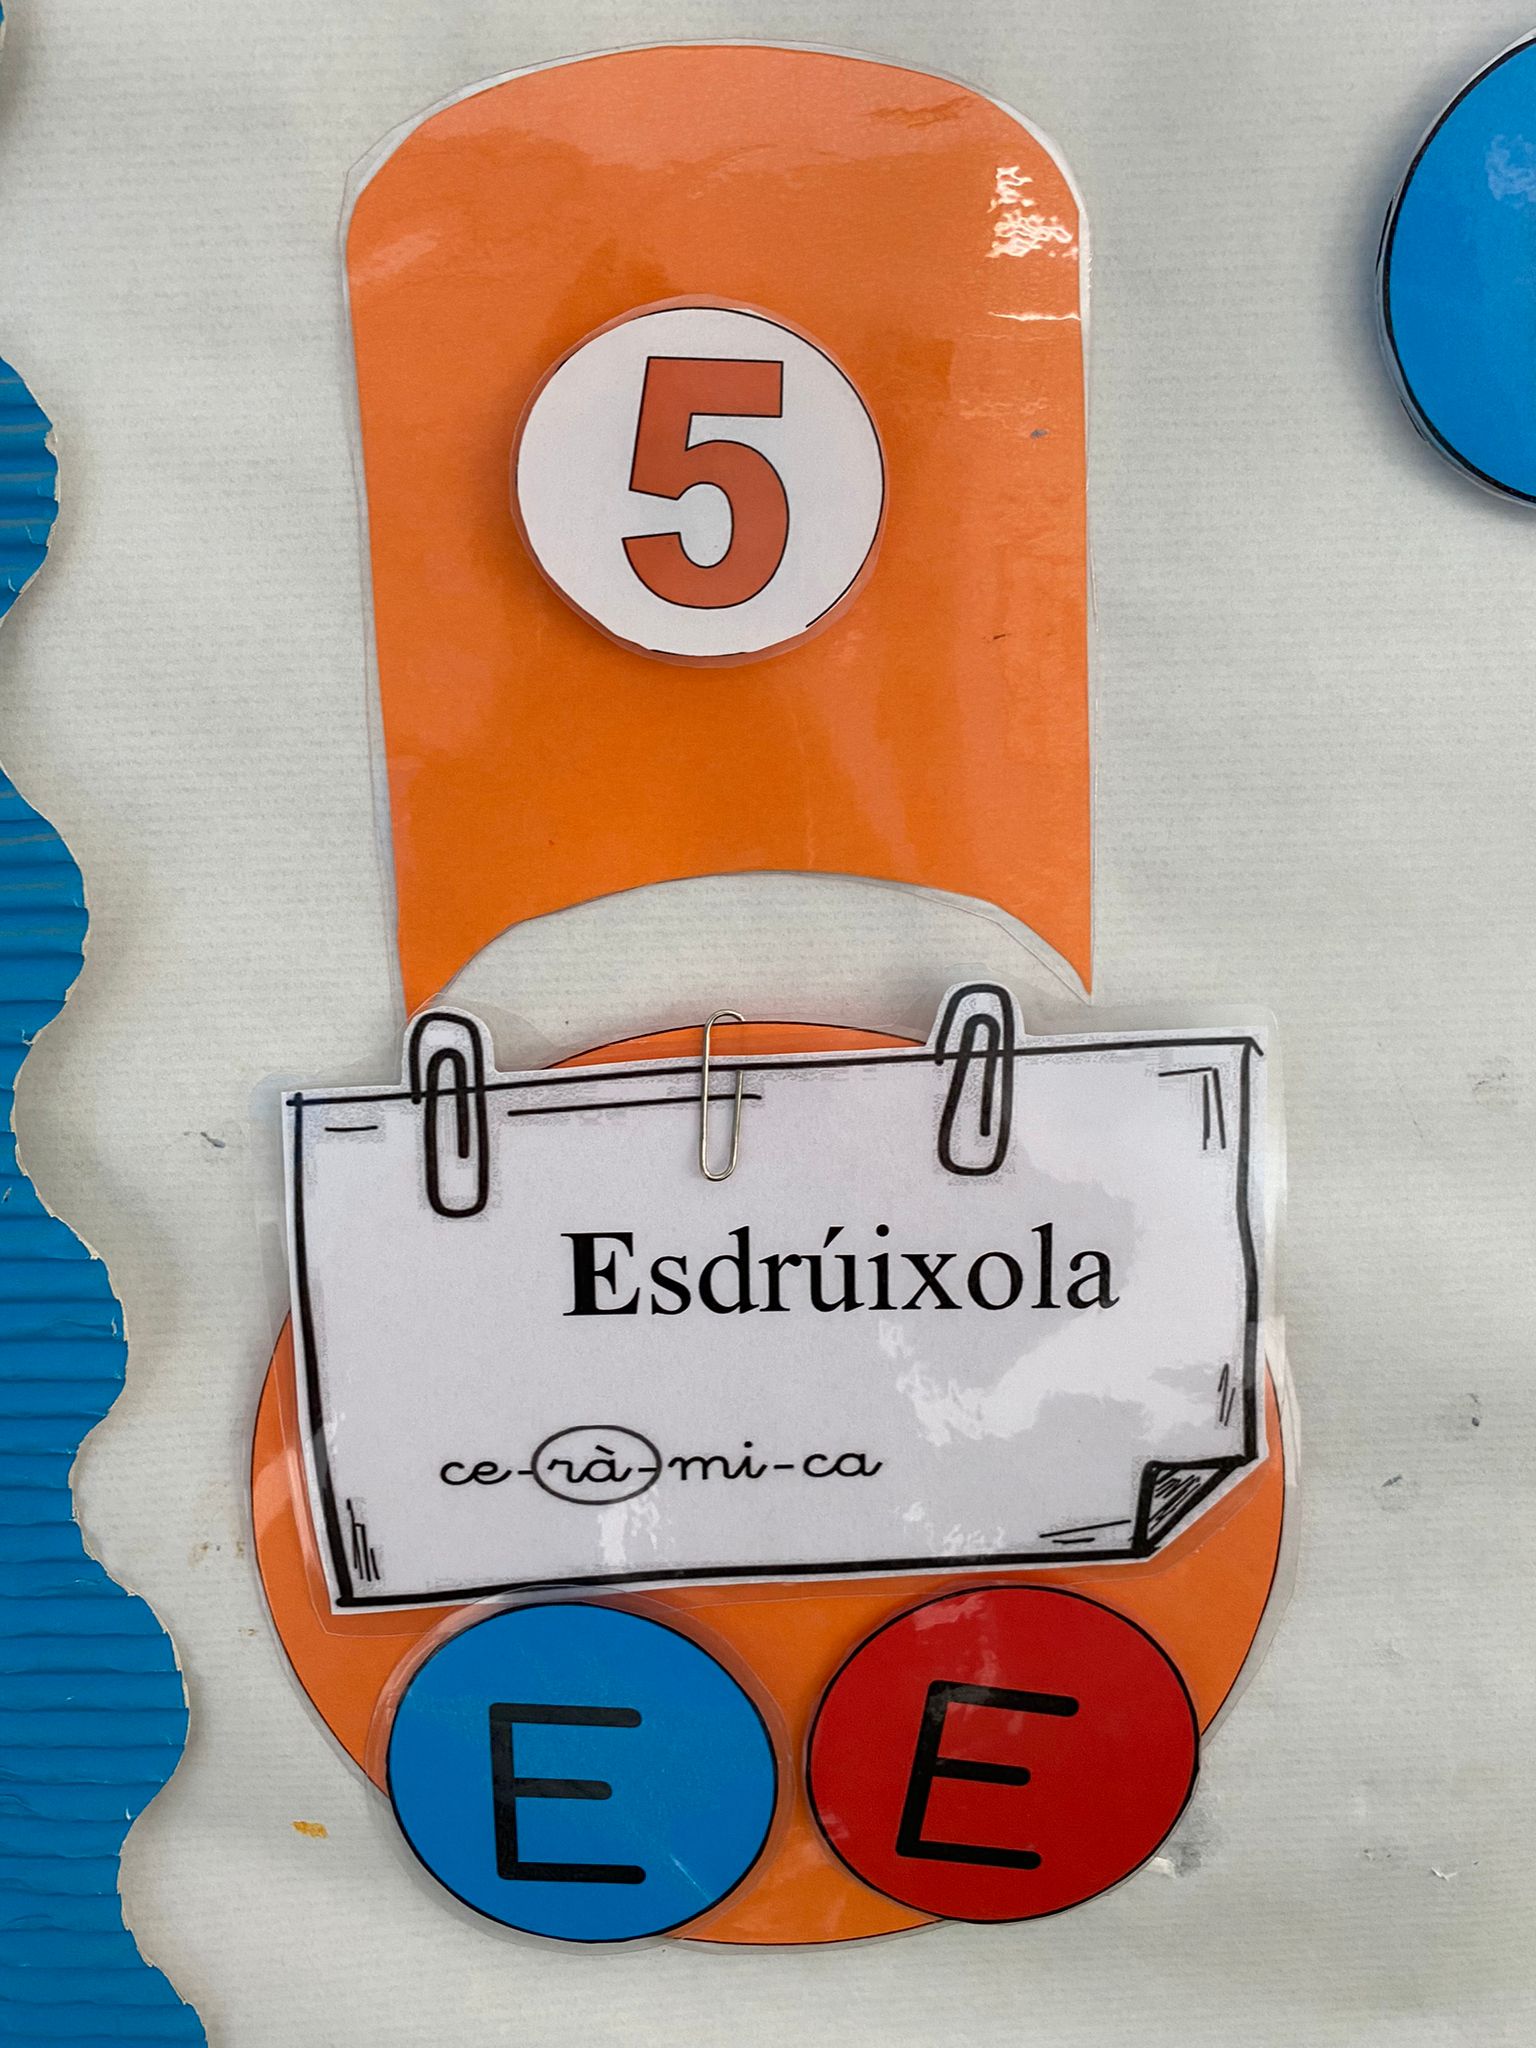 5
Esdrúixola
ce-rà-mi-ca
E E